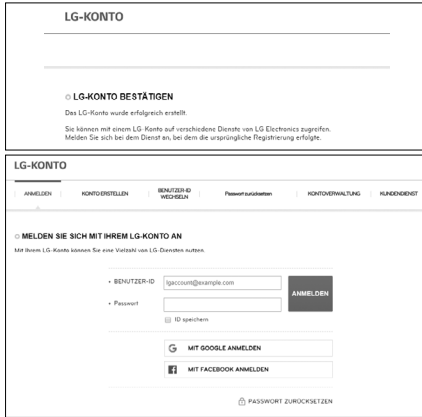 LG-KONTO
LG-KONTO BESTÄTIGEN
Das LG-Konto wurde erfolgreich erstellt.
Sie können mit einem LG-Konto auf verschiedene Dienste von LG Electronics zugreifen.
Melden Sie sich bei dem Dienst an, bei dem die ursprüngliche Registrierung erfolgte.
LG-KONTO
ANMELDEN KONTO ERSTELLEN BENUTZER-ID WECHSELN Passwort zurücksetzen KONTOVERWALTUNG KUNDENDIENST
MELDEN SIE SICH MIT IHREM LG-KONTO AN
Mit Ihrem LG-Konto können Sie eine Vielzahl von LG-Diensten nutzen.
• BENUTZER-ID lgaccount@example.com
ANMELDEN
• Passwort
ID speichern
G MIT GOOGLE ANMELDEN
f MIT FACEBOOK ANMELDEN
PASSWORT ZURÜCKSETZEN